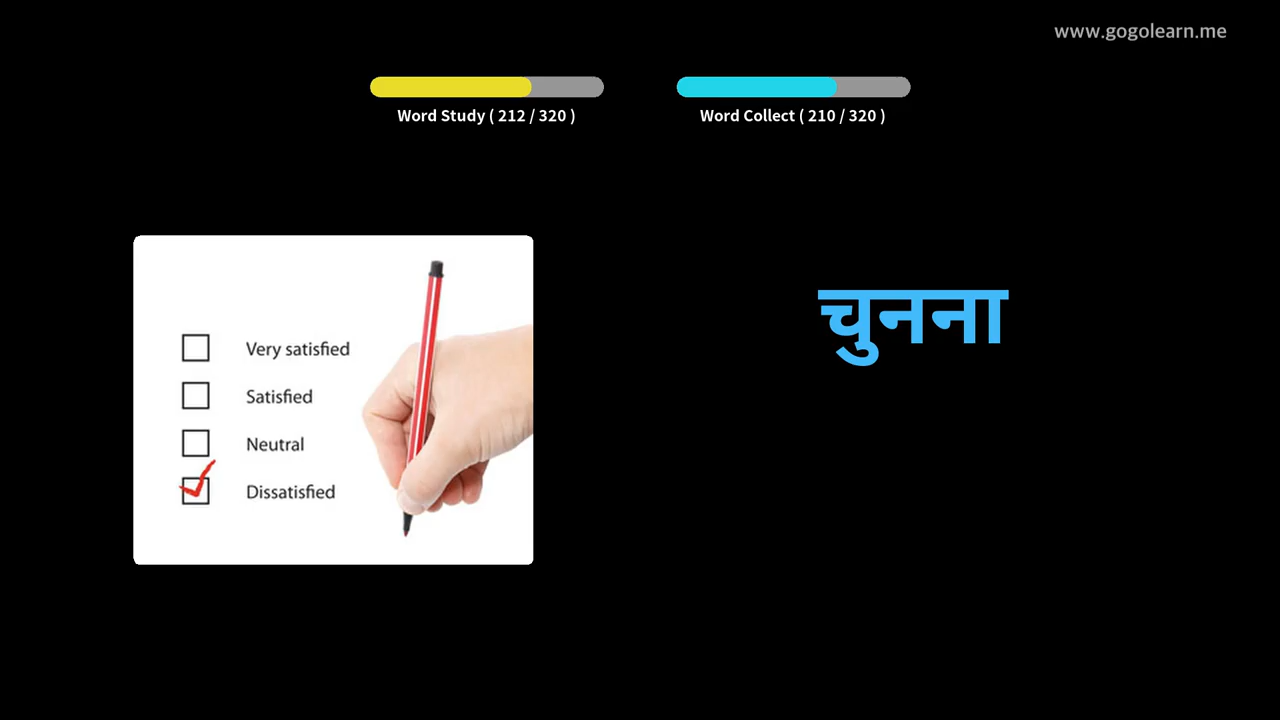 www.gogolearn.me
Word Study ( 212 / 320 )
Word Collect ( 210 / 320 )
Very satisfied
Satisfied
Neutral
Dissatisfied
चुनना